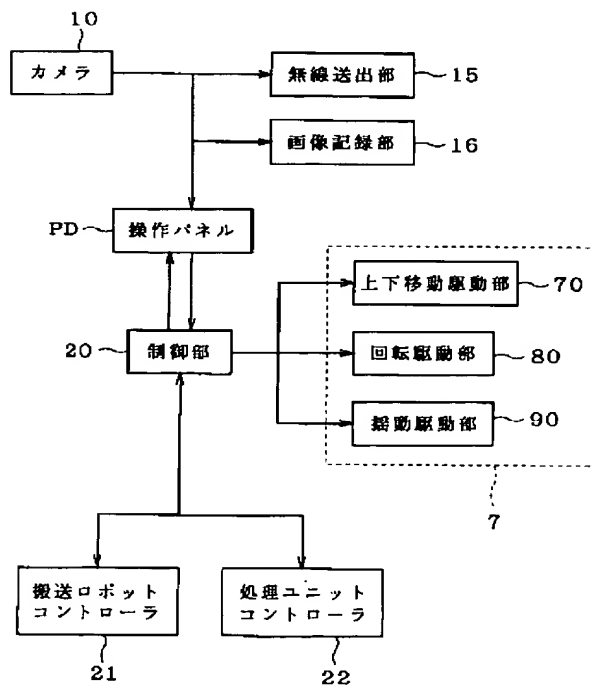 10
カメラ
無線送出部
15
画像記録部
16
PD
操作パネル
上下移動駆動部
70
20
制御部
回転駆動部
80
揺動駆動部
90
7
搬送ロボット
コントローラ
処理ユニット
コントローラ
21
22